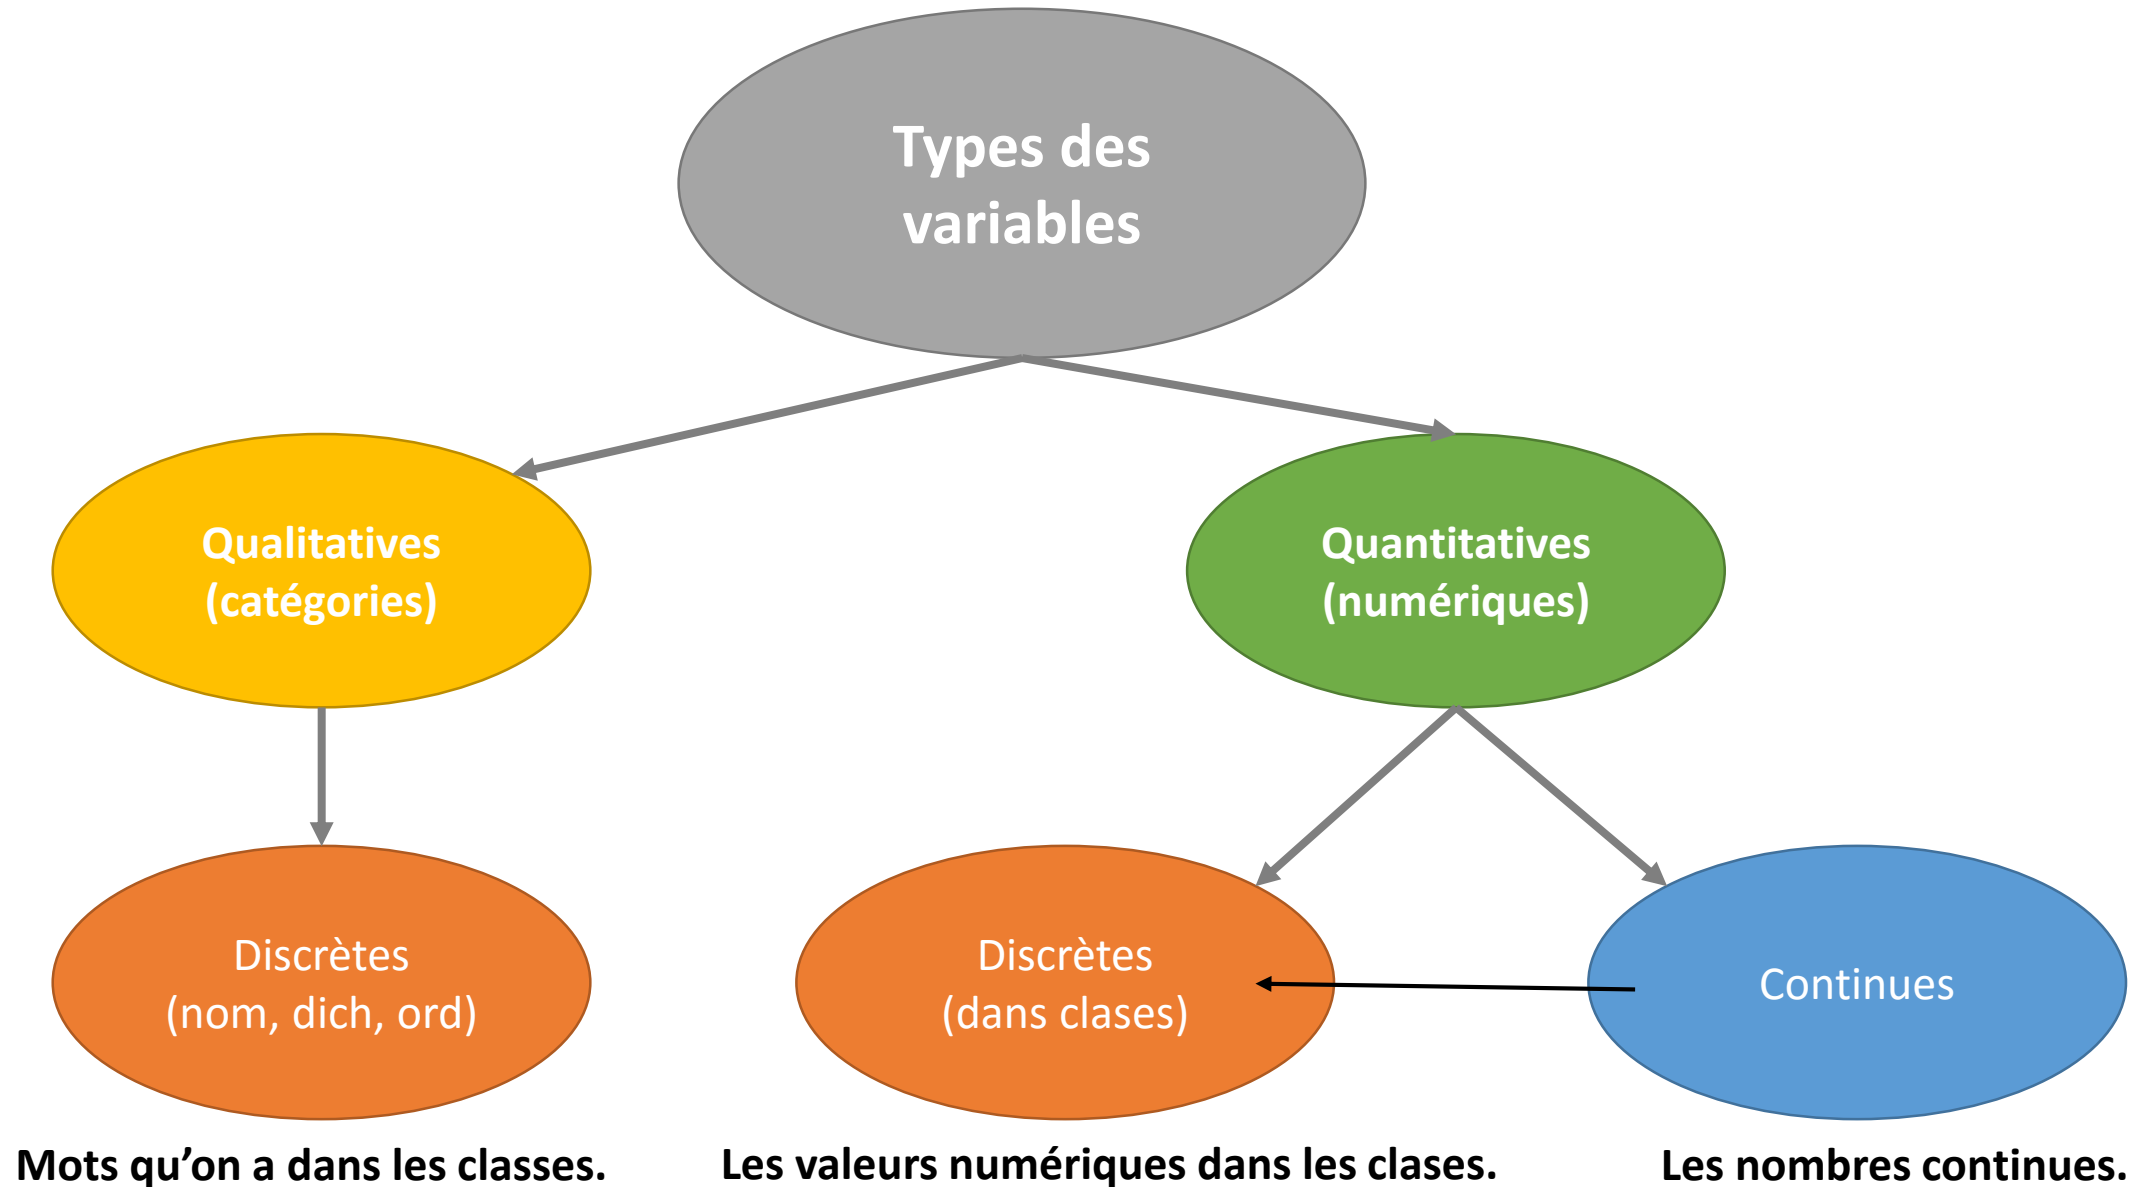 Types des
variables
Qualitatives
(catégories)
Quantitatives
(numériques)
Discrètes
(nom, dich, ord)
Discrètes
(dans clases)
Continues
Mots qu’on a dans les classes.
Les valeurs numériques dans les clases.
Les nombres continues.